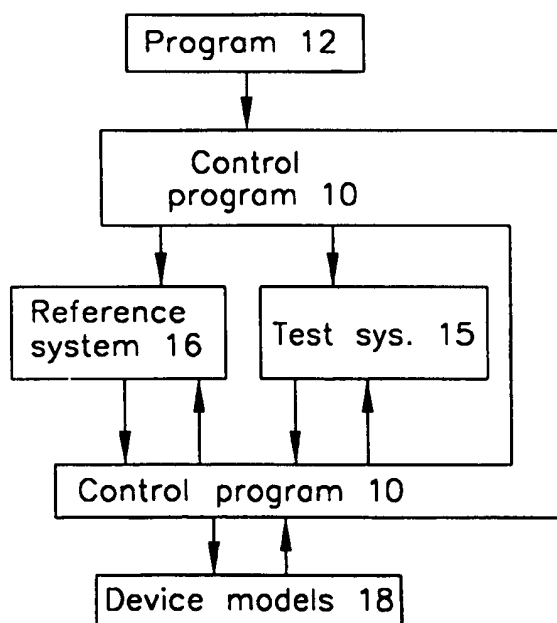 Program 12
Control
program 10
Reference
system 16
Test sys. 15
Control program 10
Device models 18